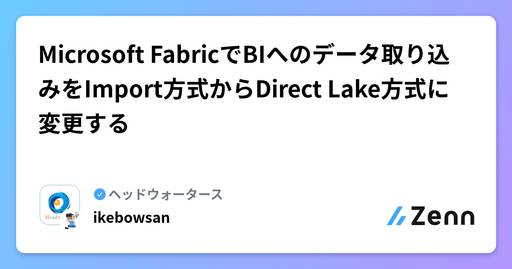 Microsoft FabricでBIへのデータ取り込
みをImport方式からDirect Lake方式に
変更する
ヘッドウォータース
ikebowsan
Zenn